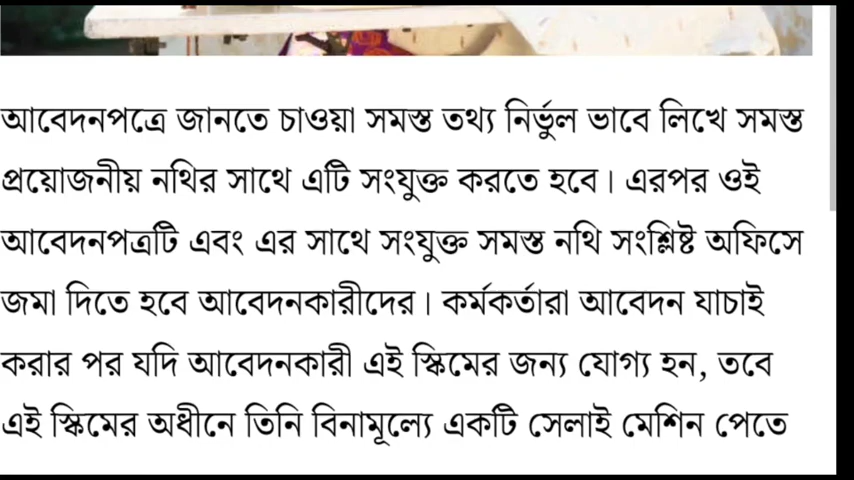 আবেদনপত্রে জানতে চাওয়া সমস্ত তথ্য নির্ভুল ভাবে লিখে সমস্ত
প্রয়োজনীয় নথির সাথে এটি সংযুক্ত করতে হবে। এরপর ওই
আবেদনপত্রটি এবং এর সাথে সংযুক্ত সমস্ত নথি সংশ্লিষ্ট অফিসে
জমা দিতে হবে আবেদনকারীদের। কর্মকর্তারা আবেদন যাচাই
করার পর যদি আবেদনকারী এই স্কিমের জন্য যোগ্য হন, তবে
এই স্কিমের অধীনে তিনি বিনামূল্যে একটি সেলাই মেশিন পেতে